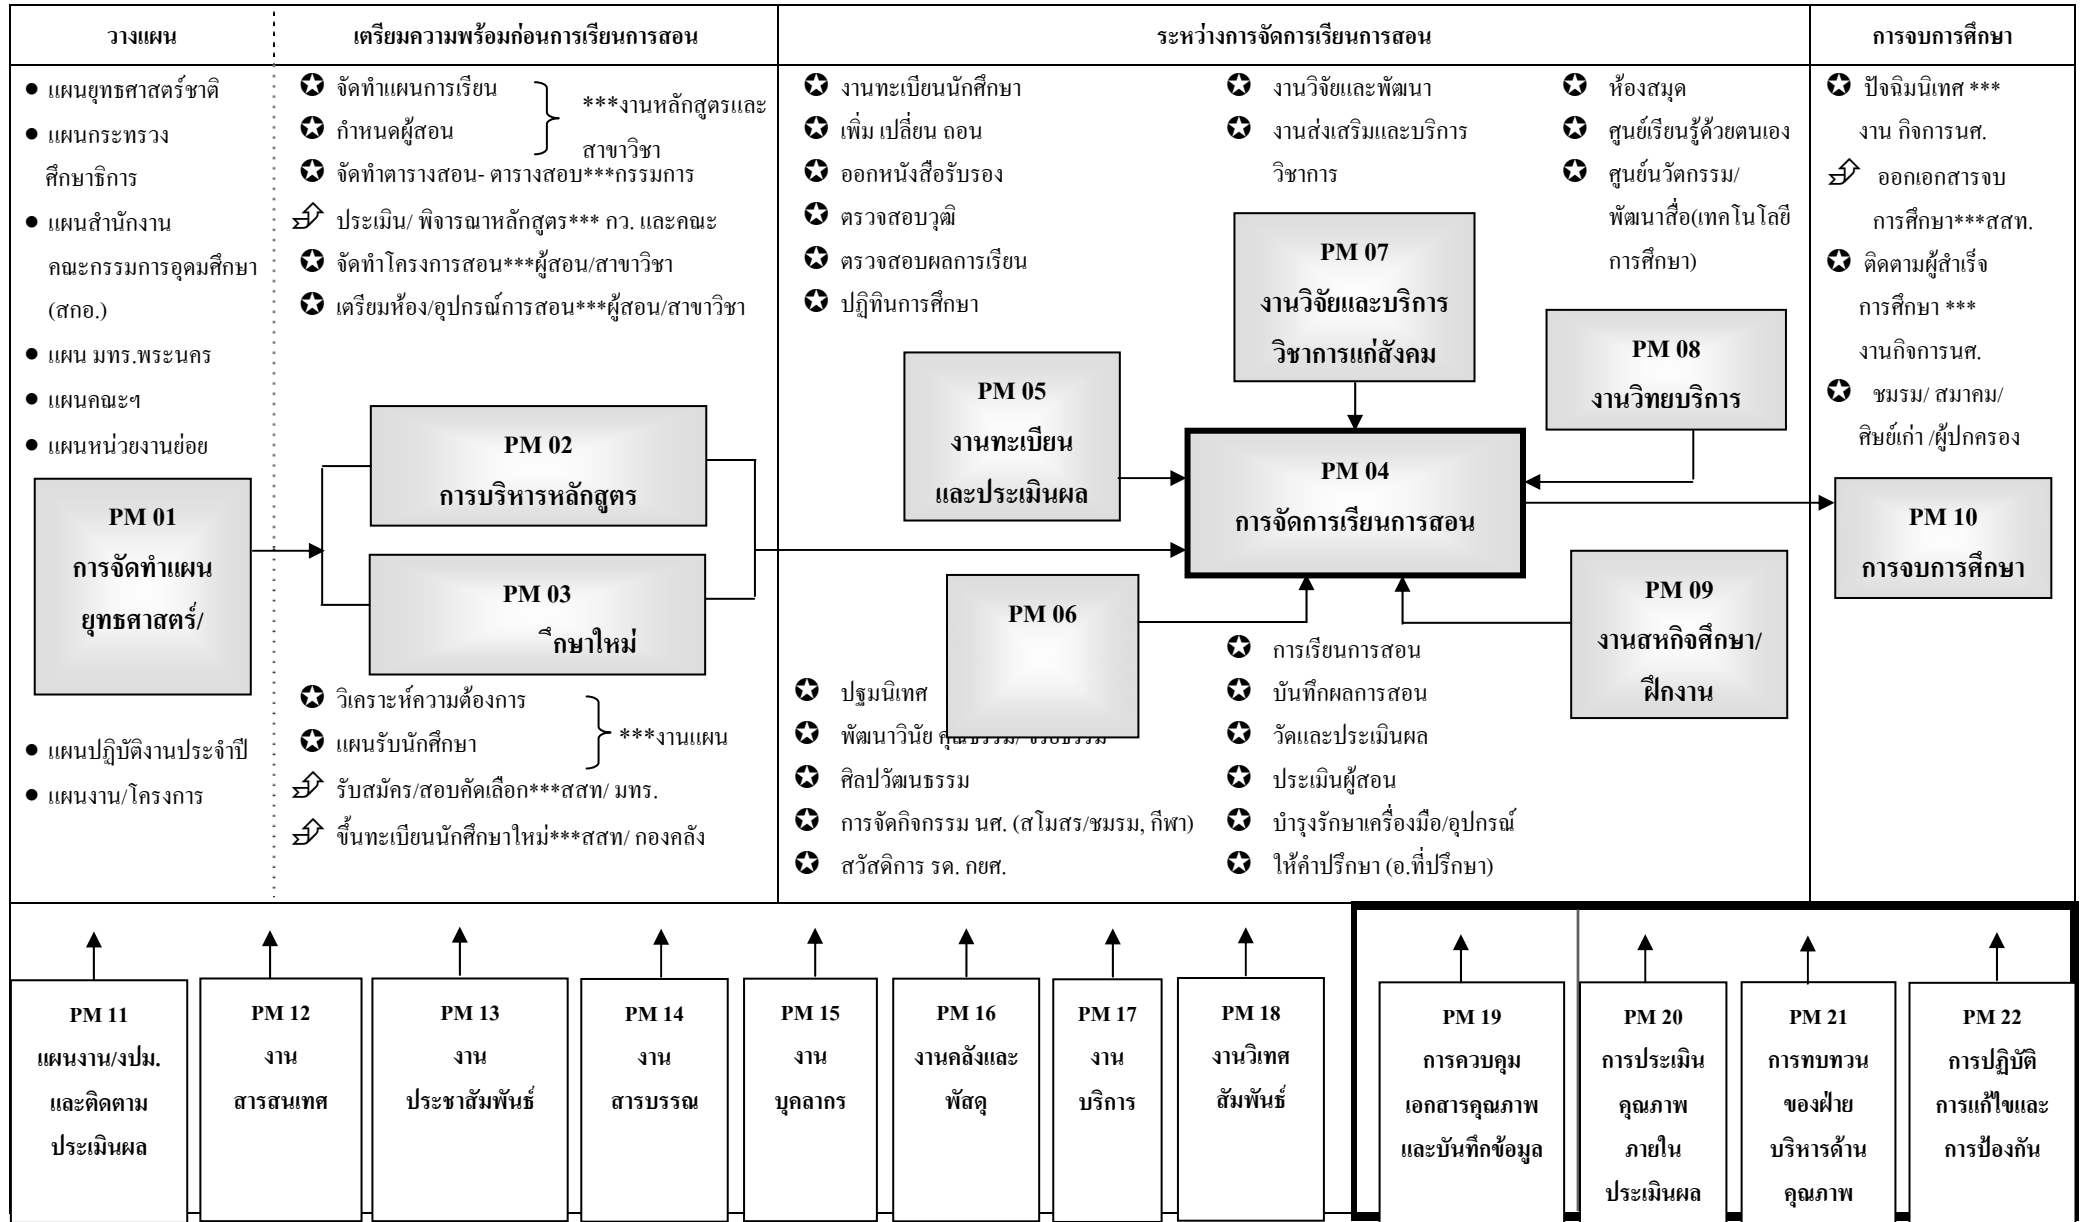 วางแผน
เตรียมความพร้อมก่อนการเรียนการสอน
ระหว่างการจัดการเรียนการสอน
การจบการศึกษา
แผนยุทธศาสตร์ชาติ
แผนกระทรวง
ศึกษาธิการ
แผนสำนักงาน
คณะกรรมการอุดมศึกษา
(สกอ.)
แผน มทร.พระนคร
แผนคณะฯ
แผนหน่วยงานย่อย
PM 01
การจัดทำแผน
ยุทธศาสตร์/
แผนปฏิบัติงานประจำปี
แผนงาน/โครงการ
จัดทำแผนการเรียน
กำหนดผู้สอน
***งานหลักสูตรและ
สาขาวิชา
จัดทำตารางสอน- ตารางสอบ***กรรมการ
ประเมิน/ พิจารณาหลักสูตร*** กว. และคณะ
จัดทำโครงการสอน***ผู้สอน/สาขาวิชา
เตรียมห้อง/อุปกรณ์การสอน***ผู้สอน/สาขาวิชา
PM 02
การบริหารหลักสูตร
PM 03
ึกษาใหม่
วิเคราะห์ความต้องการ
แผนรับนักศึกษา
***งานแผน
รับสมัคร/สอบคัดเลือก***สสท/ มทร.
ขึ้นทะเบียนนักศึกษาใหม่***สสท/ กองคลัง
งานทะเบียนนักศึกษา
เพิ่ม เปลี่ยน ถอน
ออกหนังสือรับรอง
ตรวจสอบวุฒิ
ตรวจสอบผลการเรียน
ปฏิทินการศึกษา
งานวิจัยและพัฒนา
งานส่งเสริมและบริการ
วิชาการ
ห้องสมุด
ศูนย์เรียนรู้ด้วยตนเอง
ศูนย์นวัตกรรม/
พัฒนาสื่อ(เทคโนโลยี
การศึกษา)
PM 05
งานทะเบียน
และประเมินผล
PM 07
งานวิจัยและบริการ
วิชาการแก่สังคม
PM 08
งานวิทยบริการ
PM 04
การจัดการเรียนการสอน
PM 06
PM 09
งานสหกิจศึกษา/
ฝึกงาน
ปฐมนิเทศ
พัฒนาวินัย คุณธรรม/ จริยธรรม
ศิลปวัฒนธรรม
การจัดกิจกรรม นศ. (สโมสร/ชมรม, กีฬา)
สวัสดิการ รด. กยศ.
การเรียนการสอน
บันทึกผลการสอน
วัดและประเมินผล
ประเมินผู้สอน
บำรุงรักษาเครื่องมือ/อุปกรณ์
ให้คำปรึกษา (อ.ที่ปรึกษา)
ปัจฉิมนิเทศ ***
งาน กิจการนศ.
ออกเอกสารจบ
การศึกษา***สสท.
ติดตามผู้สำเร็จ
การศึกษา ***
งานกิจการนศ.
ชมรม/ สมาคม/
ศิษย์เก่า /ผู้ปกครอง
PM 10
การจบการศึกษา
PM 11
แผนงาน/งปม.
และติดตาม
ประเมินผล
PM 12
งาน
สารสนเทศ
PM 13
งาน
ประชาสัมพันธ์
PM 14
งาน
สารบรรณ
PM 15
งาน
บุคลากร
PM 16
งานคลังและ
พัสดุ
PM 17
งาน
บริการ
PM 18
งานวิเทศ
สัมพันธ์
PM 19
การควบคุม
เอกสารคุณภาพ
และบันทึกข้อมูล
PM 20
การประเมิน
คุณภาพ
ภายใน
ประเมินผล
PM 21
การทบทวน
ของฝ่าย
บริหารด้าน
คุณภาพ
PM 22
การปฏิบัติ
การแก้ไขและ
การป้องกัน